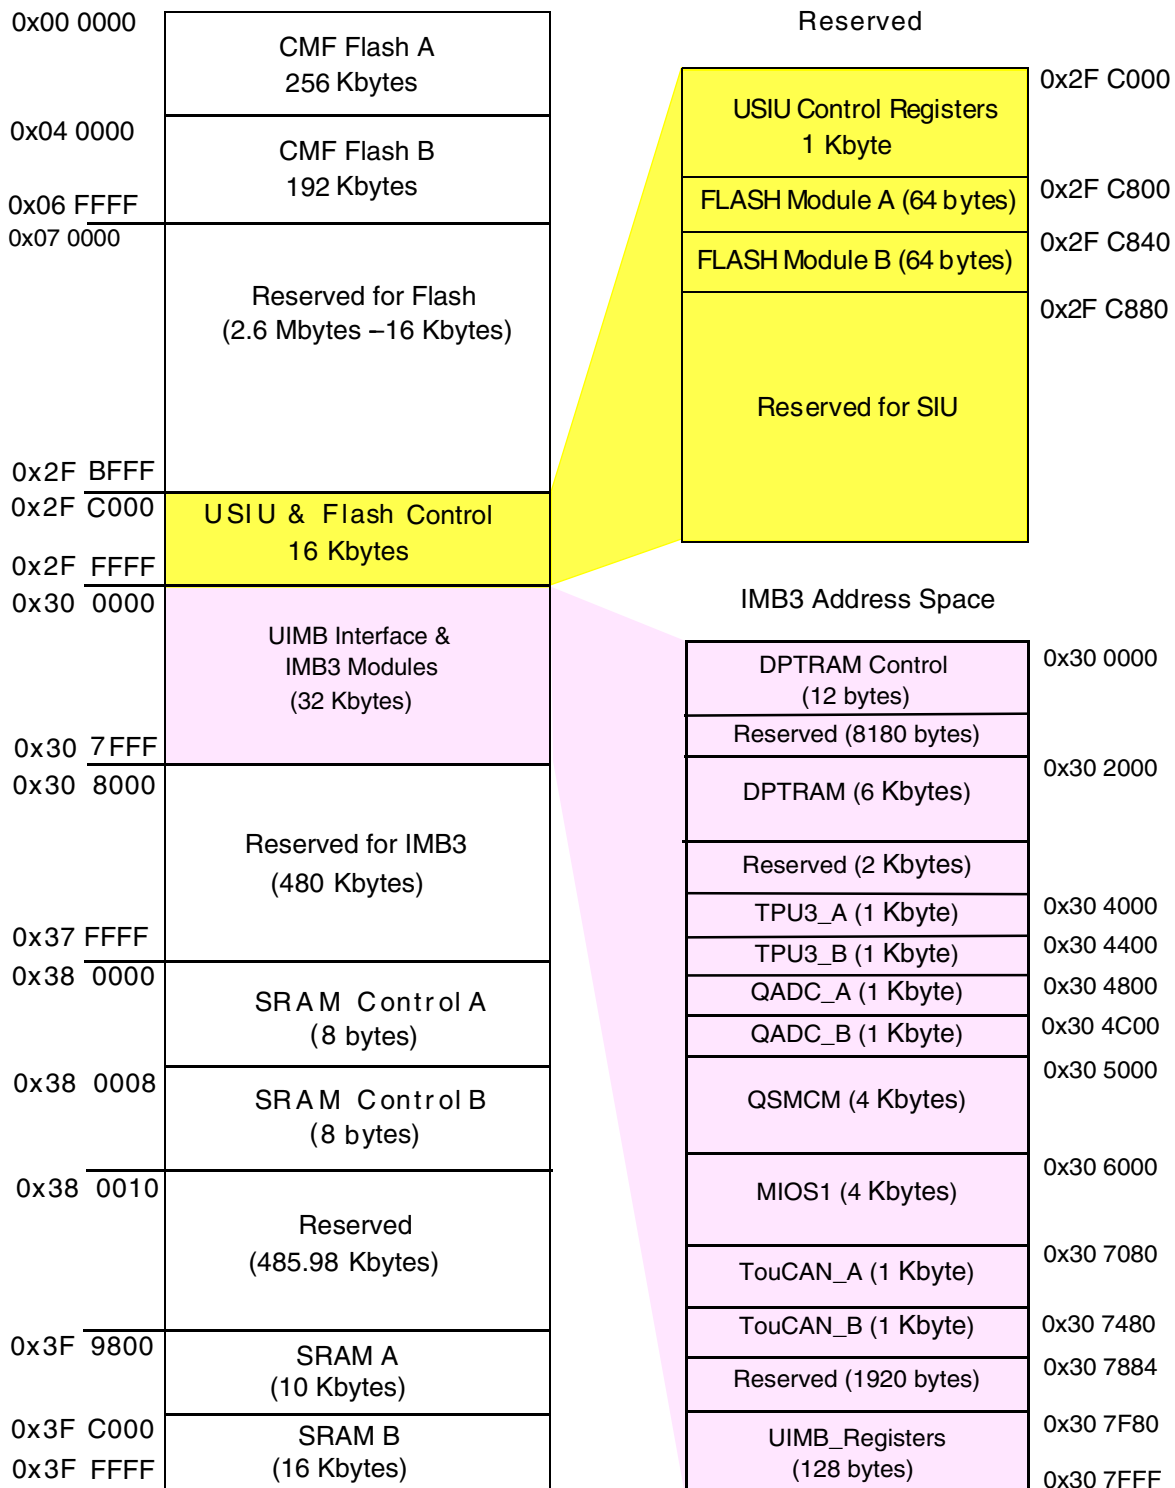 0x00 0000
CMF Flash A
256 Kbytes
0x04 0000
CMF Flash B
192 Kbytes
0x06 FFFF
0x07 0000
Reserved for Flash
(2.6 Mbytes –16 Kbytes)
0x2F BFFF
0x2F C000
USIU & Flash Control
16 Kbytes
0x2F FFFF
0x30 0000
UIMB Interface &
IMB3 Modules
(32 Kbytes)
0x30 7FFF
0x30 8000
Reserved for IMB3
(480 Kbytes)
0x37 FFFF
0x38 0000
SRAM Control A
(8 bytes)
0x38 0008
SRAM Control B
(8 bytes)
0x38 0010
Reserved
(485.98 Kbytes)
0x3F 9800
SRAM A
(10 Kbytes)
0x3F C000
SRAM B
(16 Kbytes)
0x3F FFFF
Reserved
USIU Control Registers
1 Kbyte
0x2F C000
FLASH Module A (64 bytes)
0x2F C800
FLASH Module B (64 bytes)
0x2F C840
0x2F C880
Reserved for SIU
IMB3 Address Space
DPTRAM Control
(12 bytes)
0x30 0000
Reserved (8180 bytes)
0x30 2000
DPTRAM (6 Kbytes)
Reserved (2 Kbytes)
TPU3_A (1 Kbyte)
0x30 4000
TPU3_B (1 Kbyte)
0x30 4400
QADC_A (1 Kbyte)
0x30 4800
QADC_B (1 Kbyte)
0x30 4C00
0x30 5000
QSMCM (4 Kbytes)
0x30 6000
MIOS1 (4 Kbytes)
0x30 7080
TouCAN_A (1 Kbyte)
TouCAN_B (1 Kbyte)
0x30 7480
Reserved (1920 bytes)
0x30 7884
UIMB_Registers
(128 bytes)
0x30 7F80
0x30 7FFF